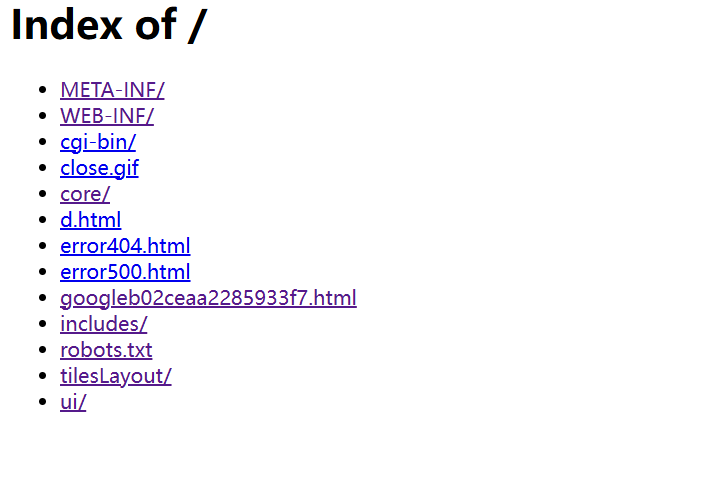 Index of /
META-INF/
WEB-INF/
cgi-bin/
close.gif
core/
d.html
error404.html
error500.html
googleb02ceaa2285933f7.html
includes/
robots.txt
tilesLayout/
ui/